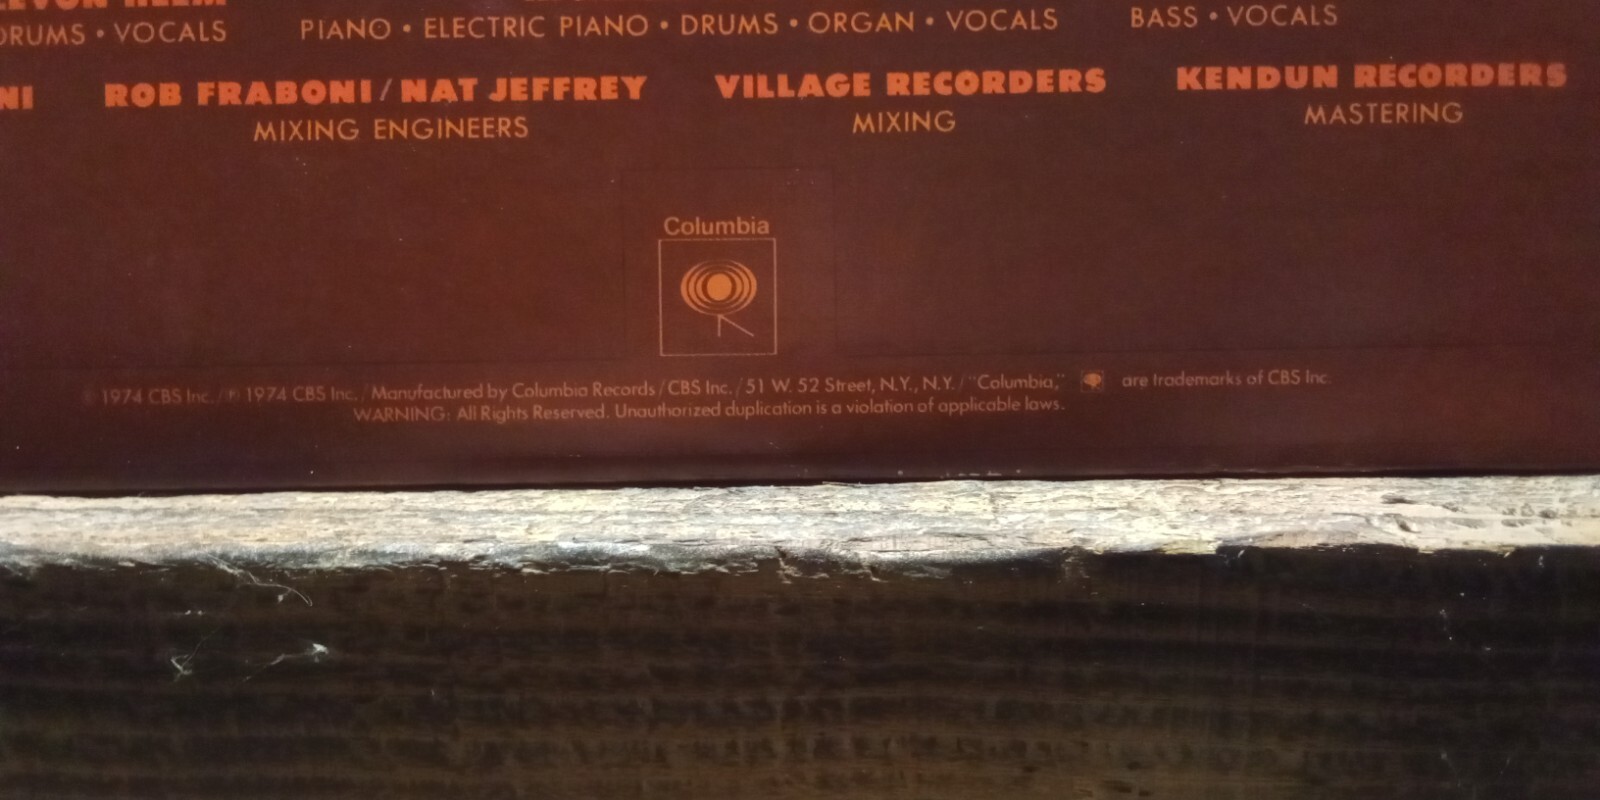 DRUMS • VOCALS PIANO • ELECTRIC PIANO • DRUMS • ORGAN • VOCALS BASS • VOCALS
NI ROB FRABONI / NAT JEFFREY VILLAGE RECORDERS KENDUN RECORDERS
MIXING ENGINEERS MIXING MASTERING
Columbia
© 1974 CBS Inc. / ℗ 1974 CBS Inc. / Manufactured by Columbia Records / CBS Inc. / 51 W. 52 Street, N.Y., N.Y. / "Columbia," are trademarks of CBS Inc.
WARNING: All Rights Reserved. Unauthorized duplication is a violation of applicable laws.